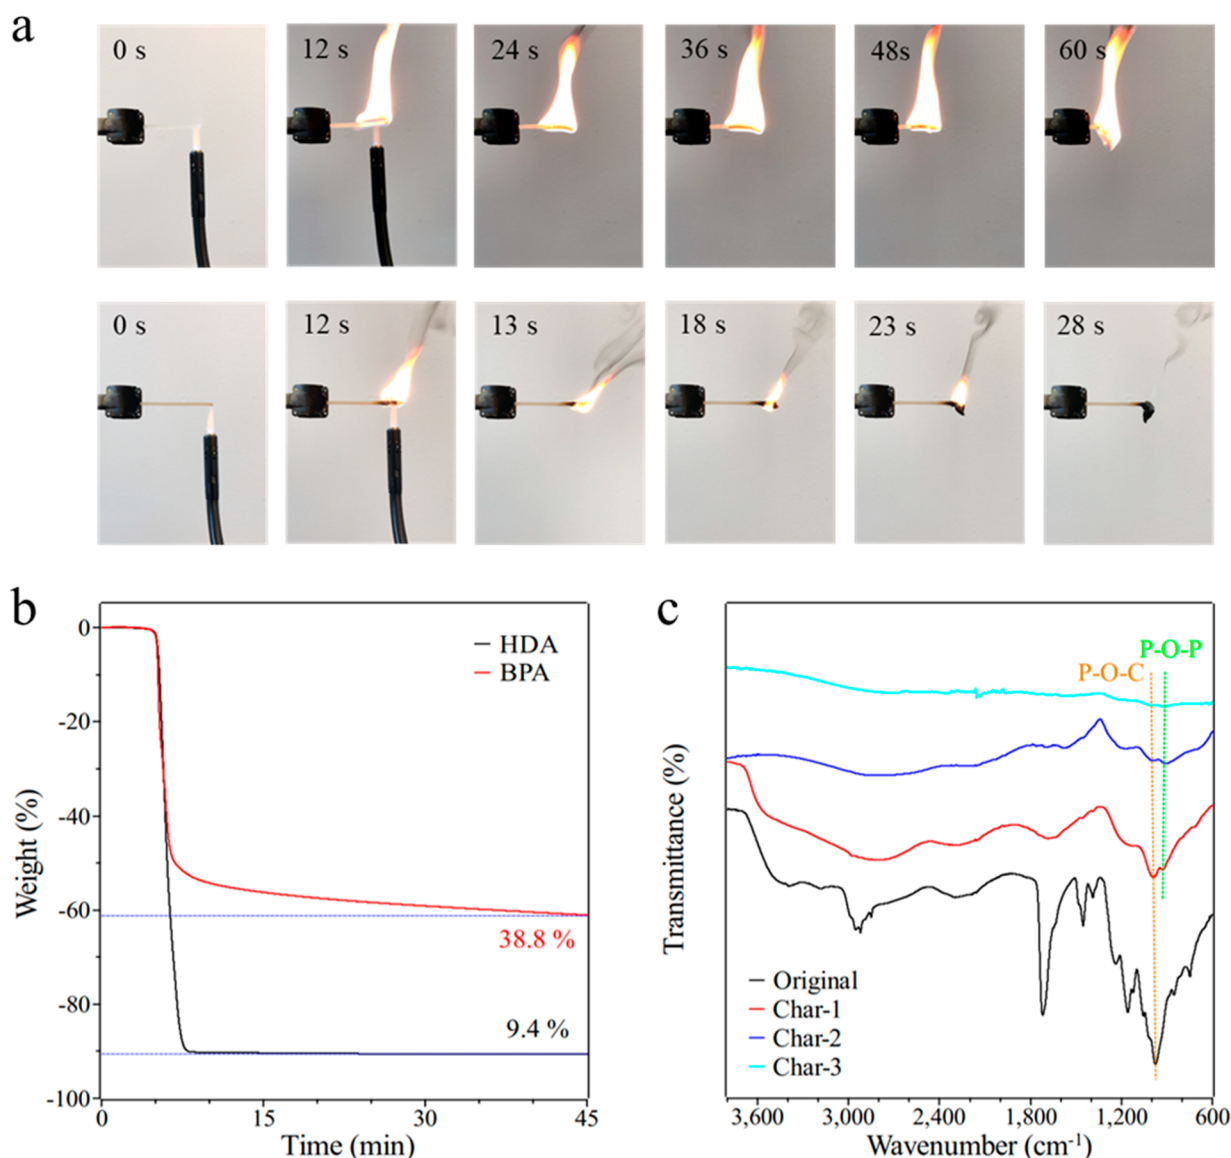 a
0 s
12 s
24 s
36 s
48s
60 s
0 s
12 s
13 s
18 s
23 s
28 s
b
Weight (%)
0
-20
-40
-60
-80
-100
HDA
BPA
38.8 %
9.4 %
0
15
30
45
Time (min)
c
Transmittance (%)
P-O-P
P-O-C
Original
Char-1
Char-2
Char-3
3,600
3,000
2,400
1,800
1,200
600
Wavenumber (cm⁻¹)